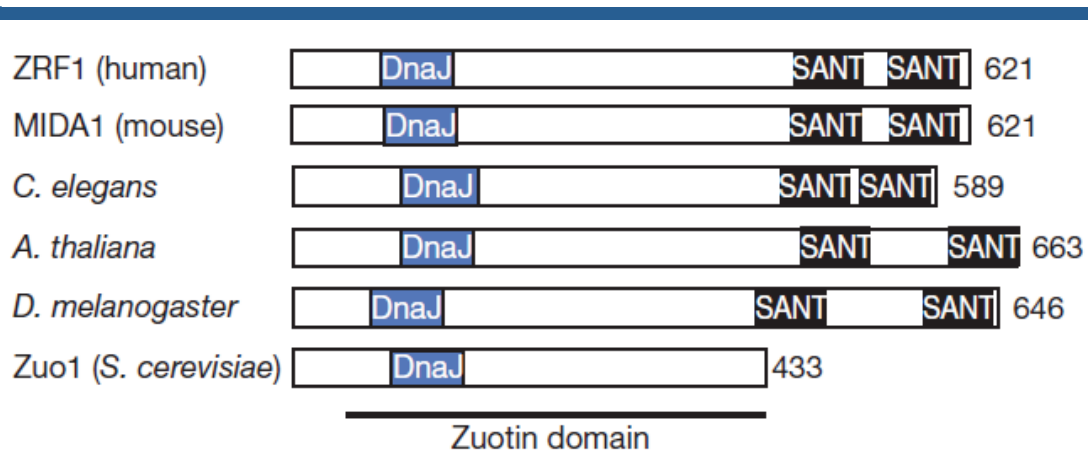 ZRF1 (human) DnaJ SANT SANT 621
MIDA1 (mouse) DnaJ SANT SANT 621
C. elegans DnaJ SANT SANT 589
A. thaliana DnaJ SANT SANT 663
D. melanogaster DnaJ SANT SANT 646
Zuo1 (S. cerevisiae) DnaJ 433
Zuotin domain